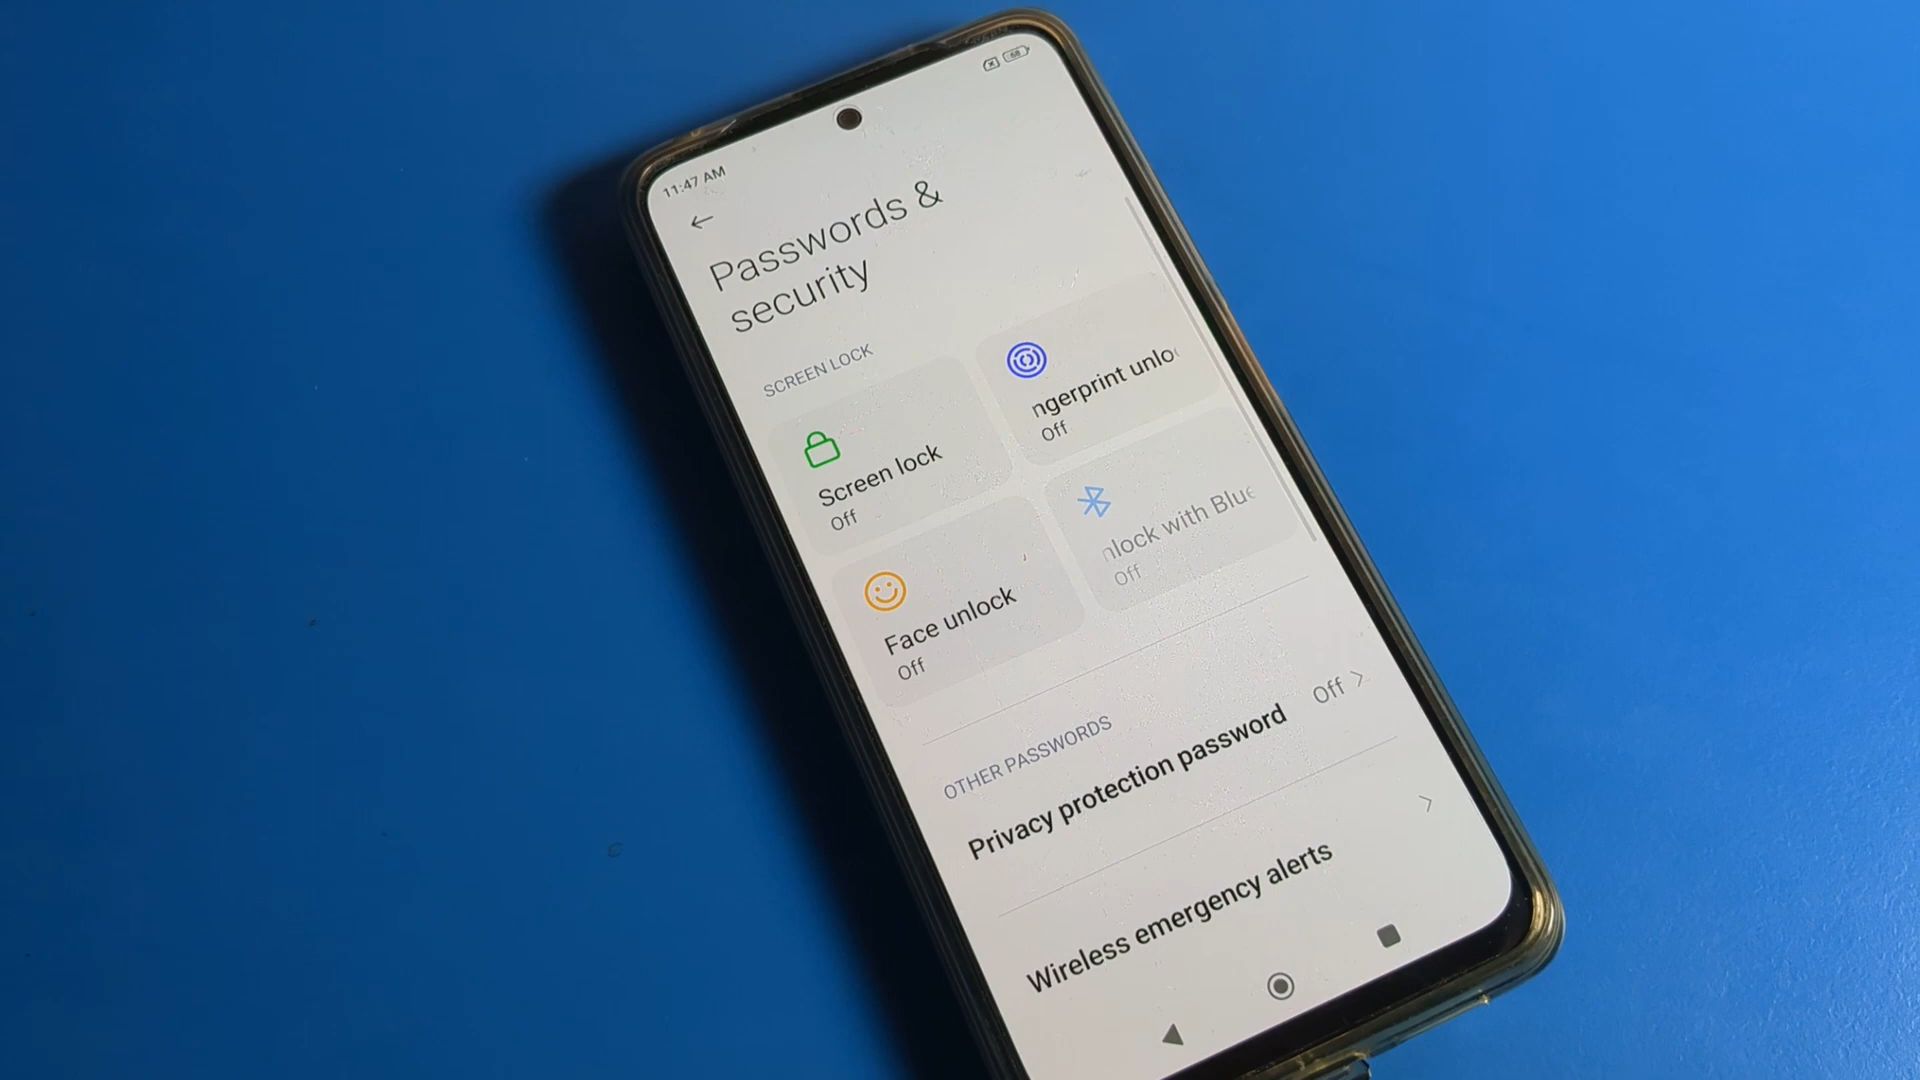 11:47 AM
68
Passwords &
security
SCREEN LOCK
Screen lock
Off
ngerprint unlo
Off
Face unlock
Off
nlock with Blue
Off
OTHER PASSWORDS
Privacy protection password
Off
Wireless emergency alerts